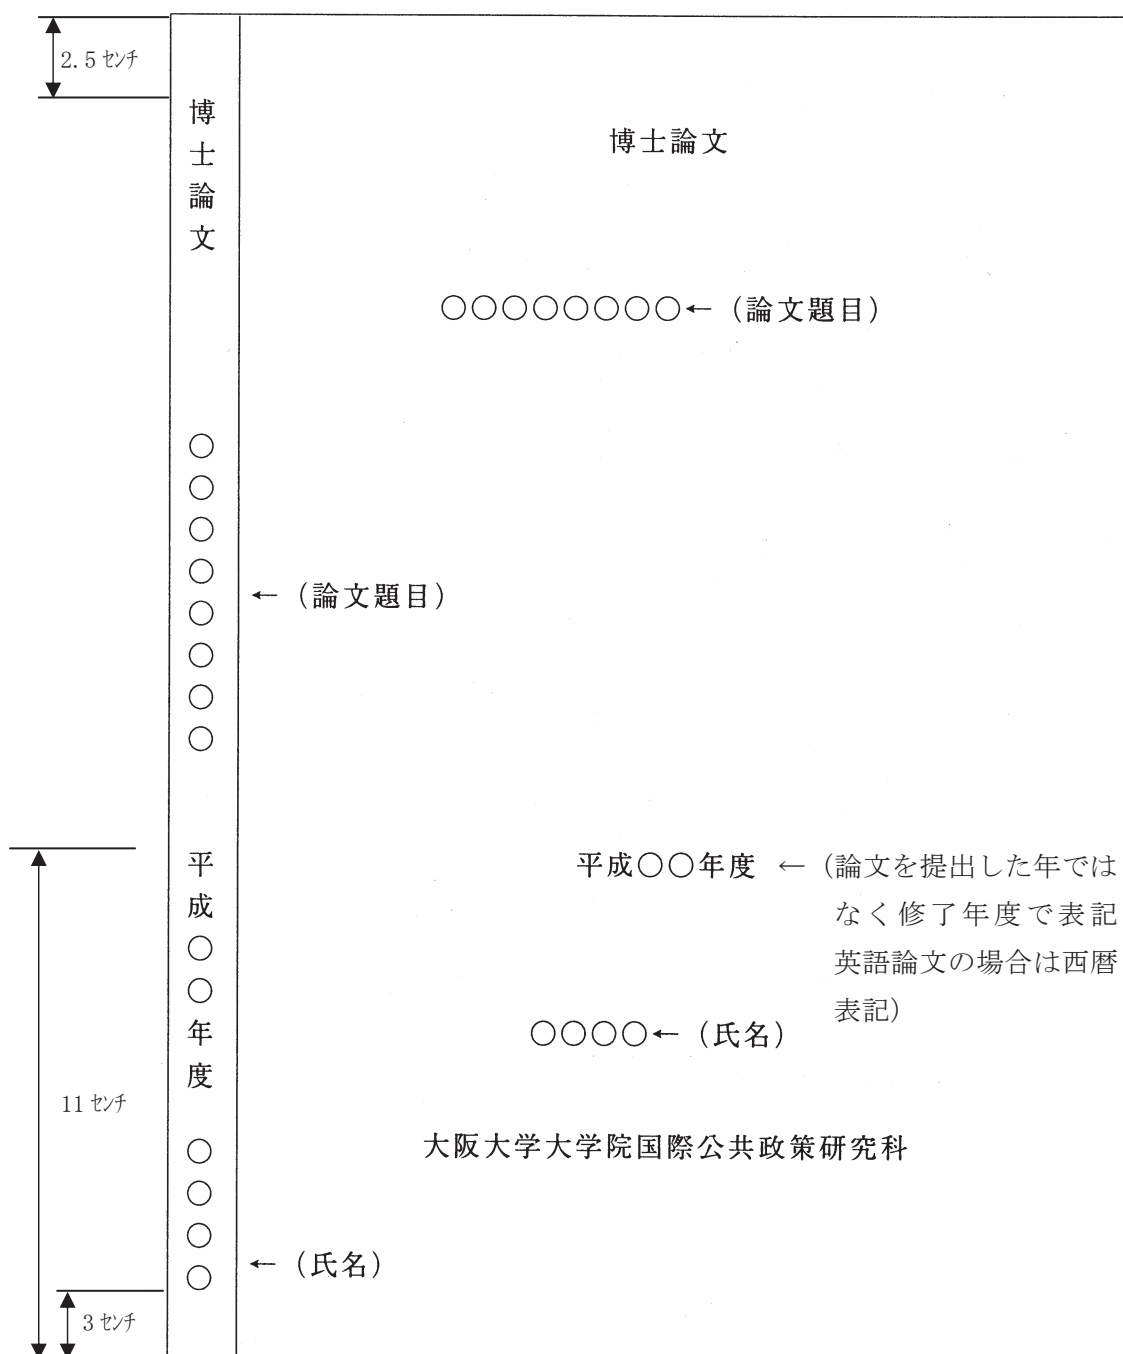 2.5 センチ
博士論文
博士論文
○○○○○○○○←（論文題目）
○○○○○○○○
←（論文題目）
平成○○年度
平成○○年度 ←（論文を提出した年では
なく修了年度で表記
英語論文の場合は西暦
表記）
○○○○←（氏名）
11 センチ
大阪大学大学院国際公共政策研究科
○○○○
←（氏名）
3 センチ